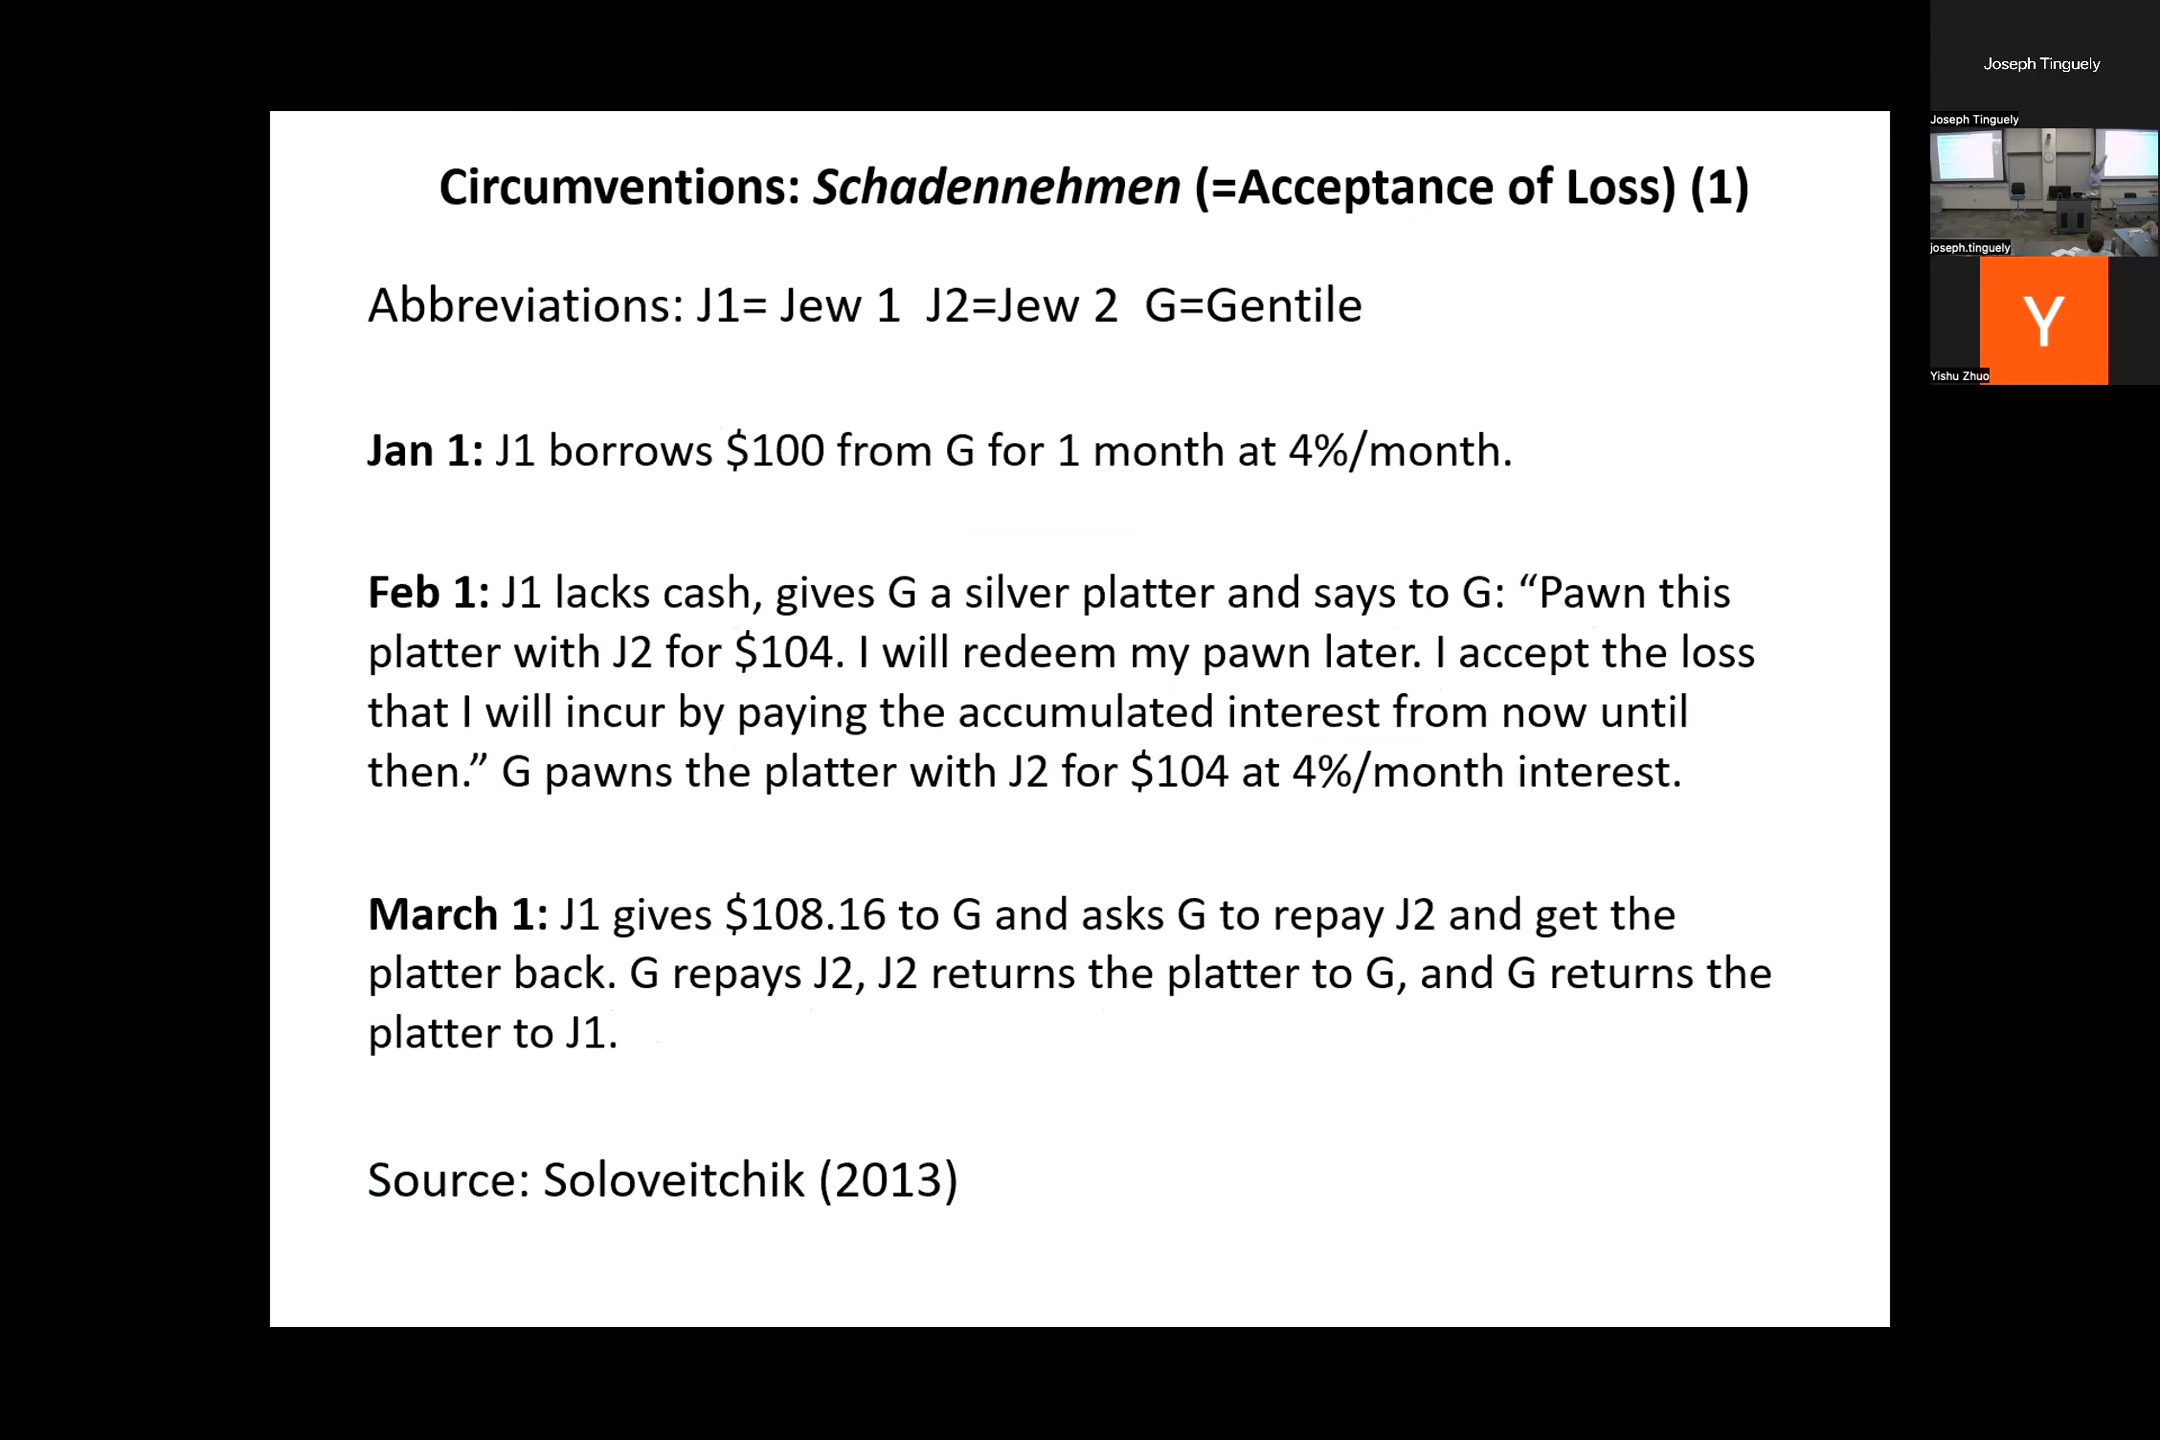 Circumventions: Schadennehmen (=Acceptance of Loss) (1)
Abbreviations: J1= Jew 1  J2=Jew 2  G=Gentile
Jan 1: J1 borrows $100 from G for 1 month at 4%/month.
Feb 1: J1 lacks cash, gives G a silver platter and says to G: “Pawn this
platter with J2 for $104. I will redeem my pawn later. I accept the loss
that I will incur by paying the accumulated interest from now until
then.” G pawns the platter with J2 for $104 at 4%/month interest.
March 1: J1 gives $108.16 to G and asks G to repay J2 and get the
platter back. G repays J2, J2 returns the platter to G, and G returns the
platter to J1.
Source: Soloveitchik (2013)
Joseph Tinguely
Joseph Tinguely
joseph.tinguely
Y
Yishu Zhuo